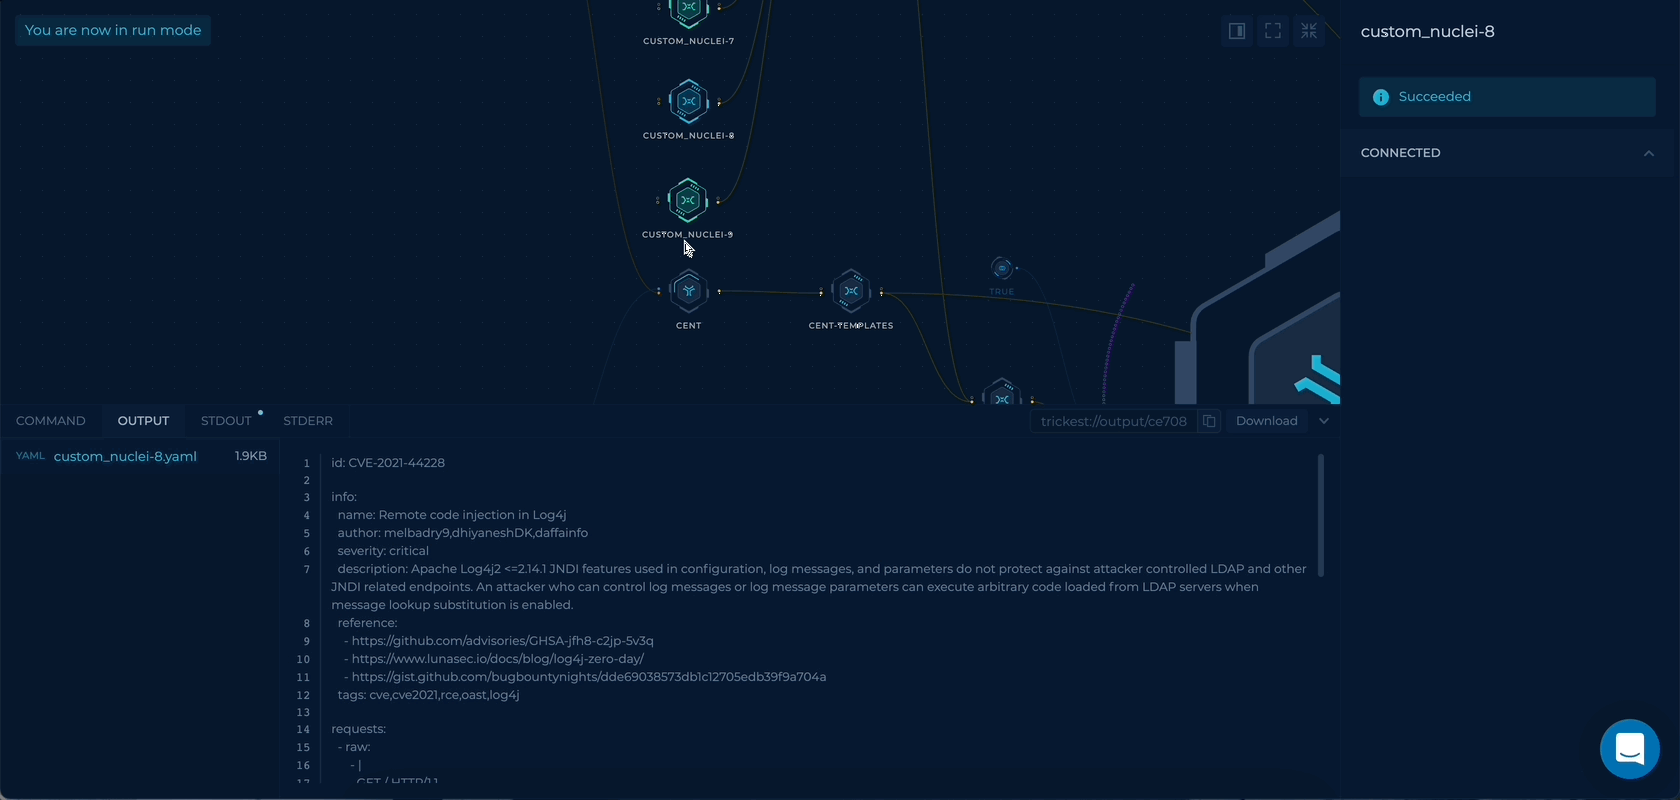 You are now in run mode
custom_nuclei-8
CUSTOM_NUCLEI-7
Succeeded
CUSTOM_NUCLEI-8
CONNECTED
CUSTOM_NUCLEI-9
TRUE
CENT
CENT-TEMPLATES
COMMAND OUTPUT STDOUT STDERR
trickest://output/ce708 Download
YAML custom_nuclei-8.yaml 1.9KB
1 id: CVE-2021-44228
2
3 info:
4 name: Remote code injection in Log4j
5 author: melbadry9,dhiyaneshDK,daffainfo
6 severity: critical
7 description: Apache Log4j2 <=2.14.1 JNDI features used in configuration, log messages, and parameters do not protect against attacker controlled LDAP and other
JNDI related endpoints. An attacker who can control log messages or log message parameters can execute arbitrary code loaded from LDAP servers when
message lookup substitution is enabled.
8 reference:
9 - https://github.com/advisories/GHSA-jfh8-c2jp-5v3q
10 - https://www.lunasec.io/docs/blog/log4j-zero-day/
11 - https://gist.github.com/bugbountynights/dde69038573db1c12705edb39f9a704a
12 tags: cve,cve2021,rce,oast,log4j
13
14 requests:
15 - raw:
16 - |
17 GET / HTTP/1.1